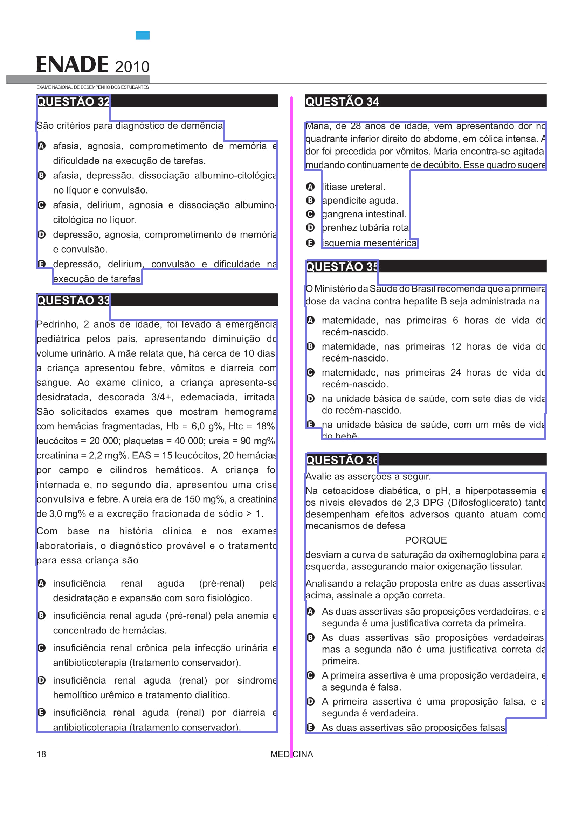 ENADE 2010
EXAME NACIONAL DE DESEMPENHO DOS ESTUDANTES
QUESTÃO 32
São critérios para diagnóstico de demência
A afasia, agnosia, comprometimento de memória e
dificuldade na execução de tarefas.
B afasia, depressão, dissociação albumino-citológica
no líquor e convulsão.
C afasia, delirium, agnosia e dissociação albumino-
citológica no líquor.
D depressão, agnosia, comprometimento de memória
e convulsão.
E depressão, delirium, convulsão e dificuldade na
execução de tarefas
QUESTÃO 33
Pedrinho, 2 anos de idade, foi levado à emergência
pediátrica pelos pais, apresentando diminuição do
volume urinário. A mãe relata que, há cerca de 10 dias,
a criança apresentou febre, vômitos e diarreia com
sangue. Ao exame clínico, a criança apresenta-se
desidratada, descorada 3/4+, edemaciada, irritada.
São solicitados exames que mostram hemograma
com hemácias fragmentadas, Hb = 6,0 g%, Htc = 18%,
leucócitos = 20 000; plaquetas = 40 000; ureia = 90 mg%,
creatinina = 2,2 mg%. EAS = 15 leucócitos, 20 hemácias
por campo e cilindros hemáticos. A criança foi
internada e, no segundo dia, apresentou uma crise
convulsiva e febre. A ureia era de 150 mg%, a creatinina
de 3,0 mg% e a excreção fracionada de sódio > 1.
Com base na história clínica e nos exames
laboratoriais, o diagnóstico provável e o tratamento
para essa criança são
A insuficiência renal aguda (pré-renal) pela
desidratação e expansão com soro fisiológico.
B insuficiência renal aguda (pré-renal) pela anemia e
concentrado de hemácias.
C insuficiência renal crônica pela infecção urinária e
antibioticoterapia (tratamento conservador).
D insuficiência renal aguda (renal) por síndrome
hemolítico urêmico e tratamento dialítico.
E insuficiência renal aguda (renal) por diarreia e
antibioticoterapia (tratamento conservador).
QUESTÃO 34
Maria, de 28 anos de idade, vem apresentando dor no
quadrante inferior direito do abdome, em cólica intensa. A
dor foi precedida por vômitos. Maria encontra-se agitada,
mudando continuamente de decúbito. Esse quadro sugere
A litíase ureteral.
B apendicite aguda.
C gangrena intestinal.
D prenhez tubária rota
E isquemia mesentérica
QUESTÃO 35
O Ministério da Saúde do Brasil recomenda que a primeira
dose da vacina contra hepatite B seja administrada na
A maternidade, nas primeiras 6 horas de vida do
recém-nascido.
B maternidade, nas primeiras 12 horas de vida do
recém-nascido.
C maternidade, nas primeiras 24 horas de vida do
recém-nascido.
D na unidade básica de saúde, com sete dias de vida
do recém-nascido.
E na unidade básica de saúde, com um mês de vida
do bebê
QUESTÃO 36
Avalie as asserções a seguir.
Na cetoacidose diabética, o pH, a hiperpotassemia e
os níveis elevados de 2,3 DPG (Difosfoglicerato) tanto
desempenham efeitos adversos quanto atuam como
mecanismos de defesa
PORQUE
desviam a curva de saturação da oxihemoglobina para a
esquerda, assegurando maior oxigenação tissular.
Analisando a relação proposta entre as duas assertivas
acima, assinale a opção correta.
A As duas assertivas são proposições verdadeiras, e a
segunda é uma justificativa correta da primeira.
B As duas assertivas são proposições verdadeiras,
mas a segunda não é uma justificativa correta da
primeira.
C A primeira assertiva é uma proposição verdadeira, e
a segunda é falsa.
D A primeira assertiva é uma proposição falsa, e a
segunda é verdadeira.
E As duas assertivas são proposições falsas
18
MEDICINA